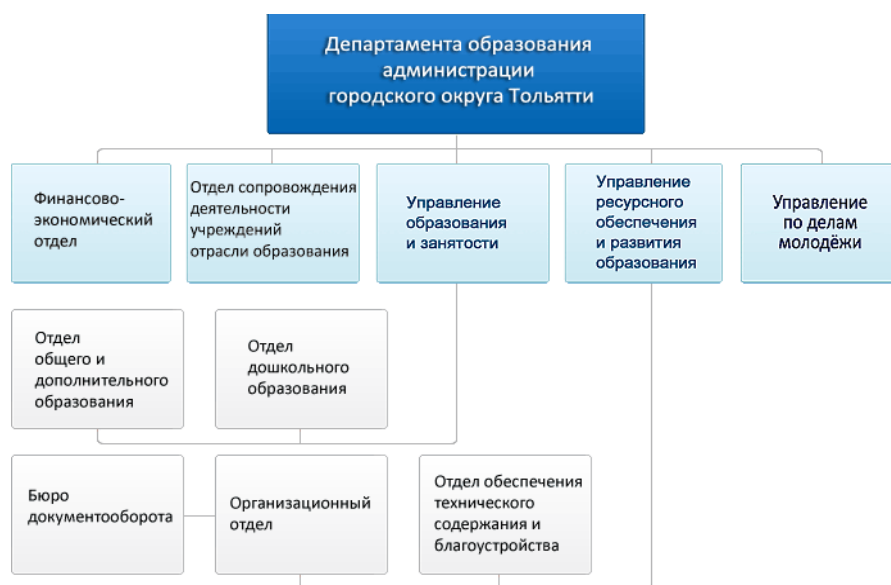 Департамента образования
администрации
городского округа Тольятти
Финансово-
экономический
отдел
Отдел сопровождения
деятельности
учреждений
отрасли образования
Управление
образования
и занятости
Управление
ресурсного
обеспечения
и развития
образования
Управление
по делам
молодёжи
Отдел
общего и
дополнительного
образования
Отдел
дошкольного
образования
Бюро
документооборота
Организационный
отдел
Отдел обеспечения
технического
содержания и
благоустройства